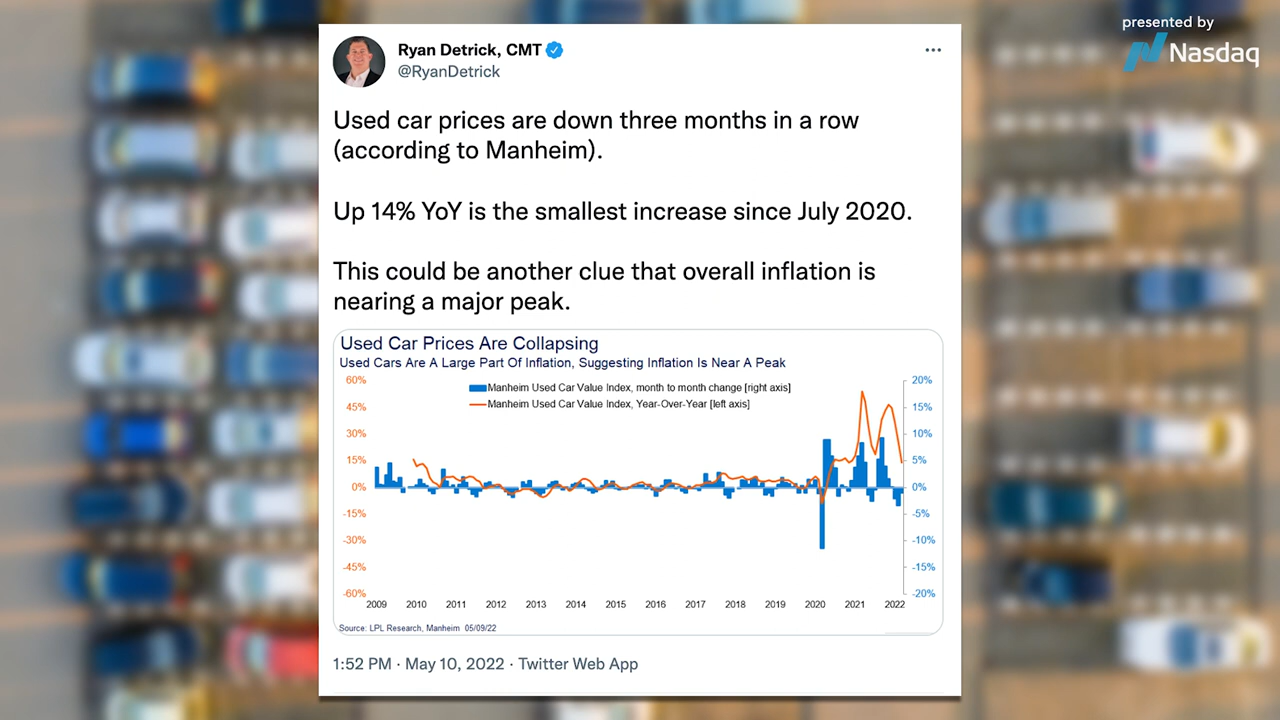 presented by
Nasdaq
Ryan Detrick, CMT
@RyanDetrick
Used car prices are down three months in a row
(according to Manheim).
Up 14% YoY is the smallest increase since July 2020.
This could be another clue that overall inflation is
nearing a major peak.
Used Car Prices Are Collapsing
Used Cars Are A Large Part Of Inflation, Suggesting Inflation Is Near A Peak
Manheim Used Car Value Index, month to month change [right axis]
Manheim Used Car Value Index, Year-Over-Year [left axis]
60% 20%
45% 15%
30% 10%
15% 5%
0% 0%
-15% -5%
-30% -10%
-45% -15%
-60% -20%
2009 2010 2011 2012 2013 2014 2015 2016 2017 2018 2019 2020 2021 2022
Source: LPL Research, Manheim 05/09/22
1:52 PM · May 10, 2022 · Twitter Web App